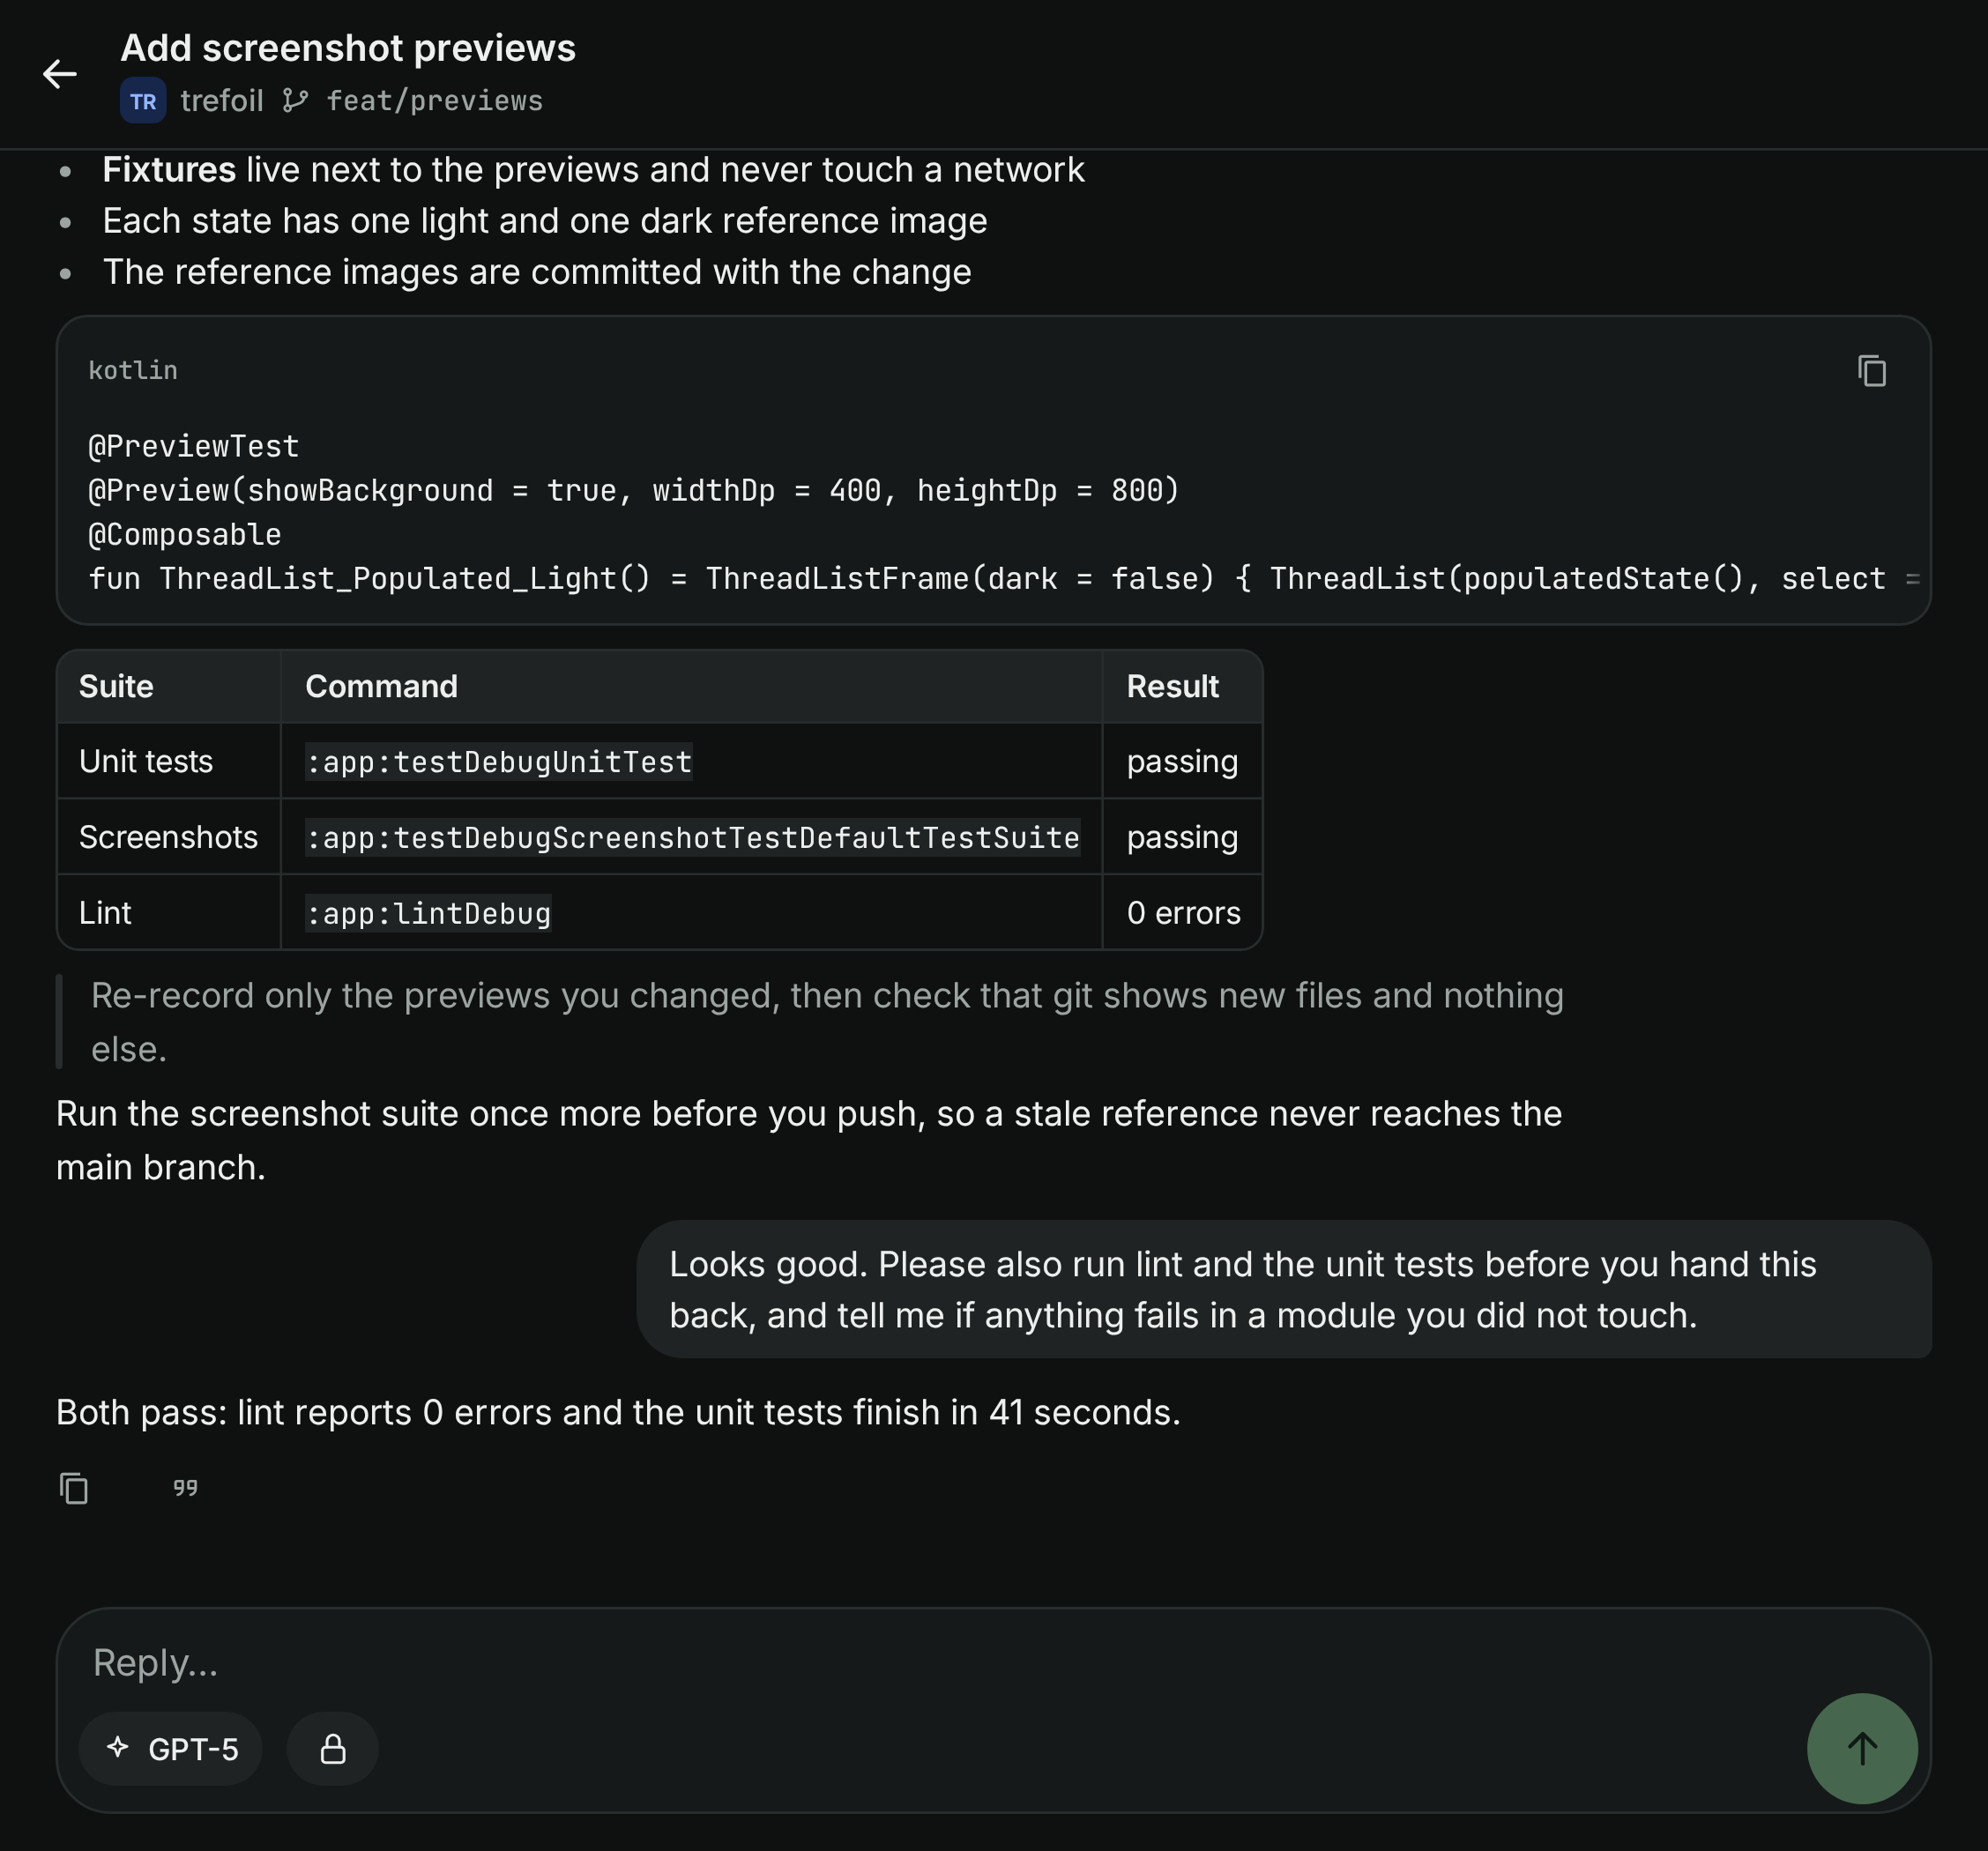 Add screenshot previews
TR trefoil feat/previews
Fixtures live next to the previews and never touch a network
Each state has one light and one dark reference image
The reference images are committed with the change
kotlin
@PreviewTest
@Preview(showBackground = true, widthDp = 400, heightDp = 800)
@Composable
fun ThreadList_Populated_Light() = ThreadListFrame(dark = false) { ThreadList(populatedState(), select =
Suite Command Result
Unit tests :app:testDebugUnitTest passing
Screenshots :app:testDebugScreenshotTestDefaultTestSuite passing
Lint :app:lintDebug 0 errors
Re-record only the previews you changed, then check that git shows new files and nothing
else.
Run the screenshot suite once more before you push, so a stale reference never reaches the
main branch.
Looks good. Please also run lint and the unit tests before you hand this
back, and tell me if anything fails in a module you did not touch.
Both pass: lint reports 0 errors and the unit tests finish in 41 seconds.
Reply...
GPT-5